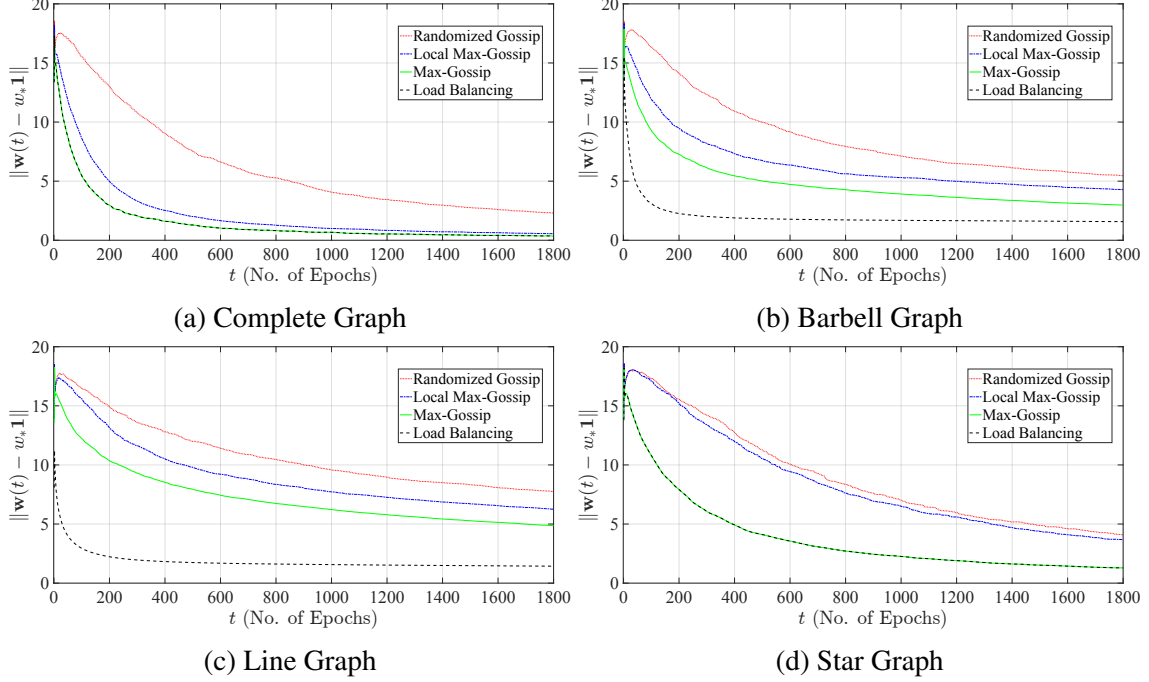 20
15
10
5
0
‖w(t) − w∗1‖
Randomized Gossip
Local Max-Gossip
Max-Gossip
Load Balancing
0 200 400 600 800 1000 1200 1400 1600 1800
t (No. of Epochs)
(a) Complete Graph
20
15
10
5
0
‖w(t) − w∗1‖
Randomized Gossip
Local Max-Gossip
Max-Gossip
Load Balancing
0 200 400 600 800 1000 1200 1400 1600 1800
t (No. of Epochs)
(b) Barbell Graph
20
15
10
5
0
‖w(t) − w∗1‖
Randomized Gossip
Local Max-Gossip
Max-Gossip
Load Balancing
0 200 400 600 800 1000 1200 1400 1600 1800
t (No. of Epochs)
(c) Line Graph
20
15
10
5
0
‖w(t) − w∗1‖
Randomized Gossip
Local Max-Gossip
Max-Gossip
Load Balancing
0 200 400 600 800 1000 1200 1400 1600 1800
t (No. of Epochs)
(d) Star Graph